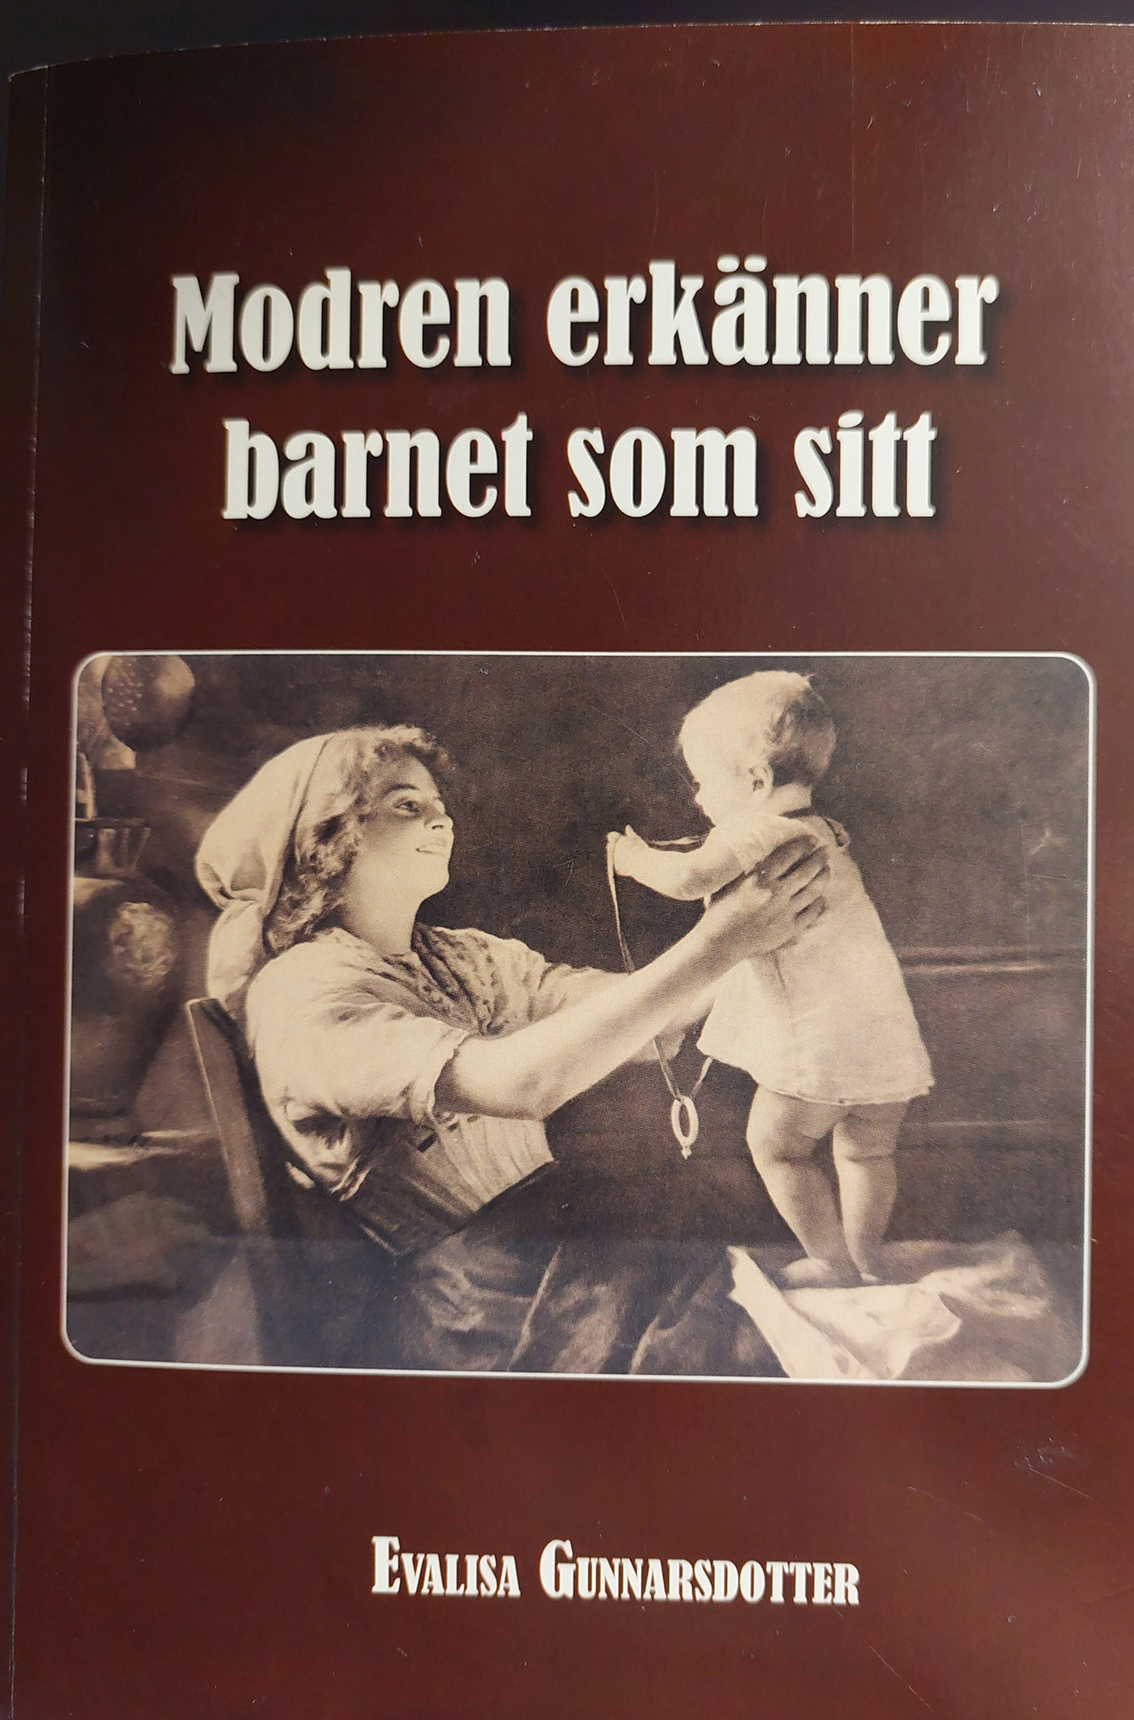 Modren erkänner
barnet som sitt
EVALISA GUNNARSDOTTER